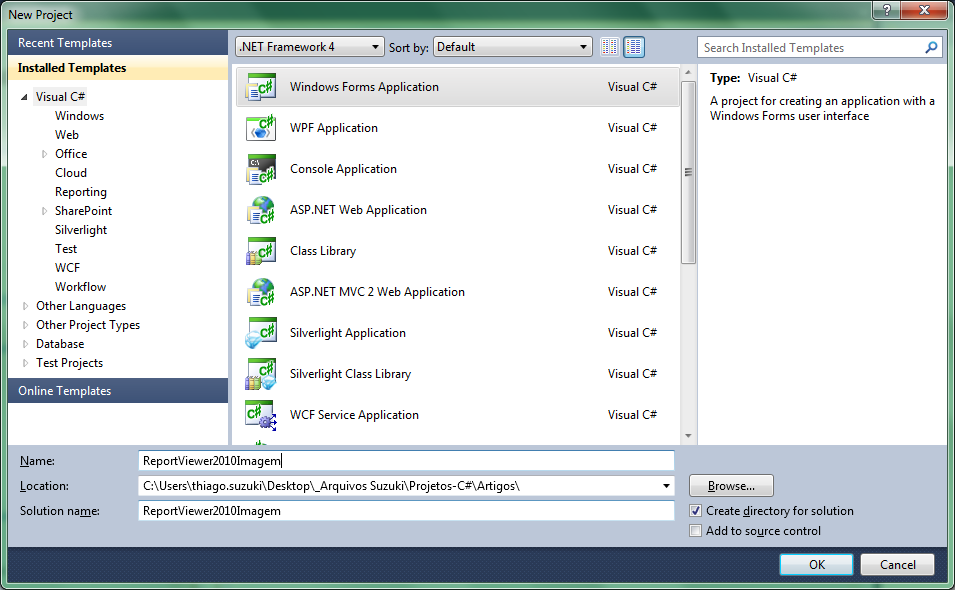 New Project
Recent Templates
Installed Templates
Visual C#
Windows
Web
Office
Cloud
Reporting
SharePoint
Silverlight
Test
WCF
Workflow
Other Languages
Other Project Types
Database
Test Projects
Online Templates
.NET Framework 4 Sort by: Default
Windows Forms Application Visual C#
WPF Application Visual C#
Console Application Visual C#
ASP.NET Web Application Visual C#
Class Library Visual C#
ASP.NET MVC 2 Web Application Visual C#
Silverlight Application Visual C#
Silverlight Class Library Visual C#
WCF Service Application Visual C#
Search Installed Templates
Type: Visual C#
A project for creating an application with a
Windows Forms user interface
Name: ReportViewer2010Imagem
Location: C:\Users\thiago.suzuki\Desktop\_Arquivos Suzuki\Projetos-C#\Artigos\ Browse...
Solution name: ReportViewer2010Imagem Create directory for solution
Add to source control
OK Cancel